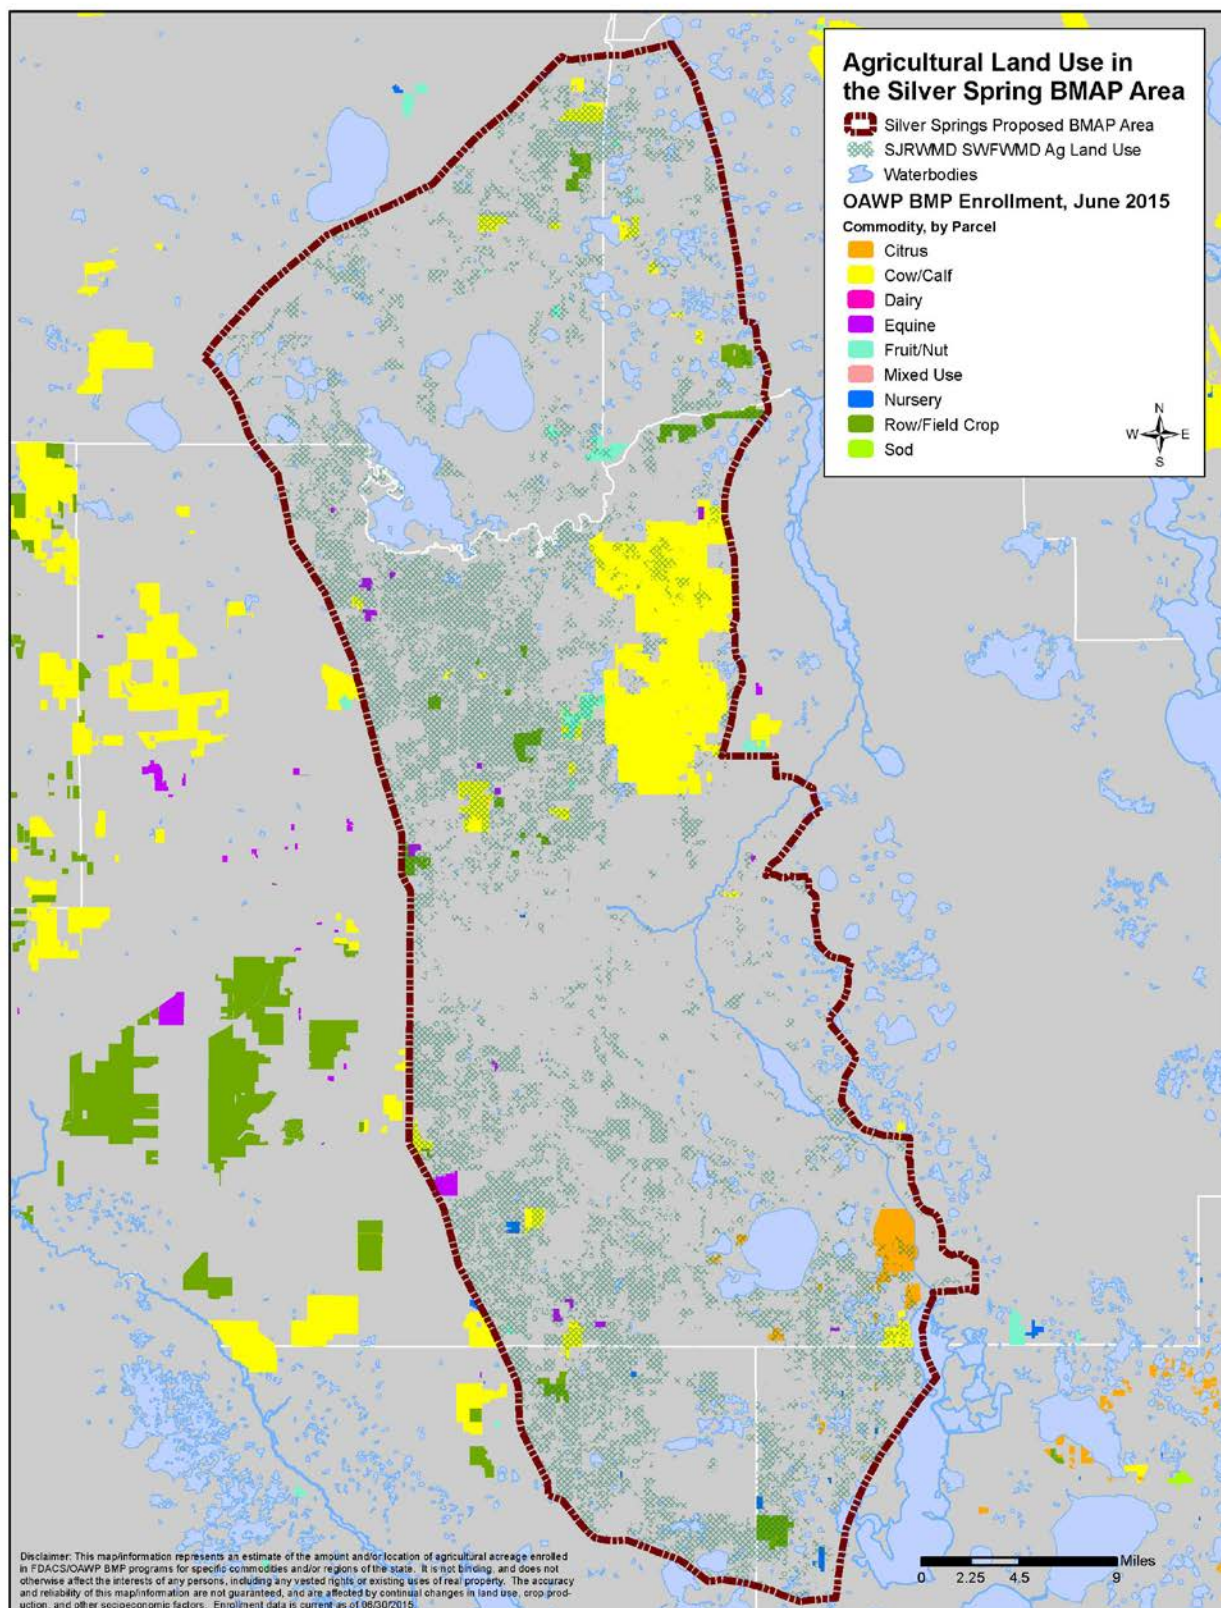 Agricultural Land Use in
the Silver Spring BMAP Area
Silver Springs Proposed BMAP Area
SJRWMD SWFWMD Ag Land Use
Waterbodies
OAWP BMP Enrollment, June 2015
Commodity, by Parcel
Citrus
Cow/Calf
Dairy
Equine
Fruit/Nut
Mixed Use
Nursery
Row/Field Crop
Sod
N
W E
S
Disclaimer: This map/information represents an estimate of the amount and/or location of agricultural acreage enrolled
in FDACS/OAWP BMP programs for specific commodities and/or regions of the state. It is not binding, and does not
otherwise affect the interests of any persons, including any vested rights or existing uses of real property. The accuracy
and reliability of this map/information are not guaranteed, and are affected by continual changes in land use, crop prod-
uction, and other socioeconomic factors. Enrollment data is current as of 06/30/2015.
Miles
0 2.25 4.5 9